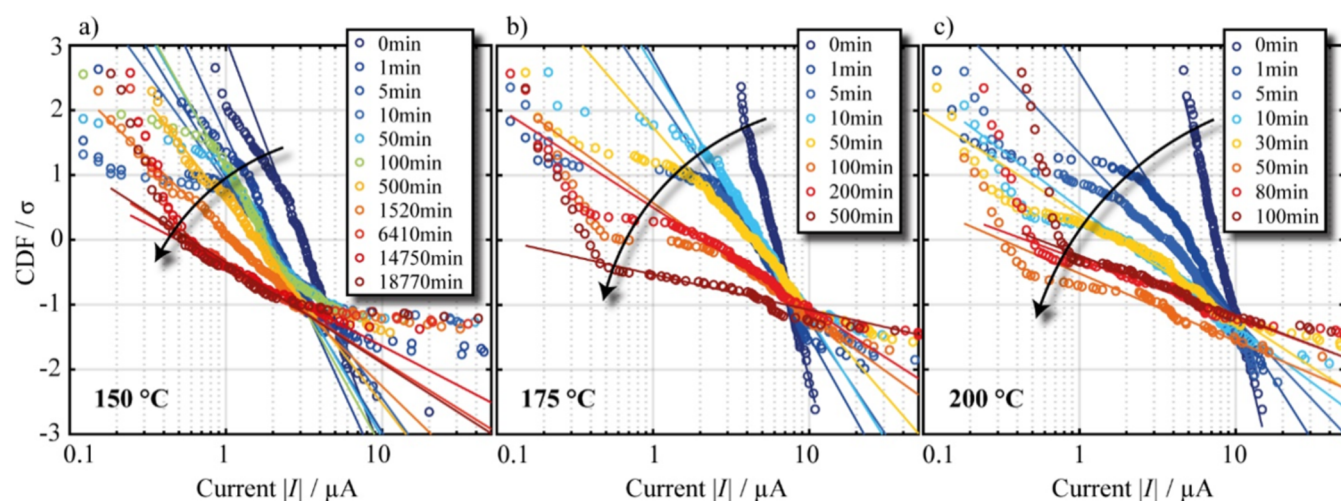 a)
b)
c)
CDF / σ
3
2
1
0
-1
-2
-3
0min
1min
5min
10min
50min
100min
500min
1520min
6410min
14750min
18770min
150 °C
0.1
1
10
Current |I| / µA
0min
1min
5min
10min
50min
100min
200min
500min
175 °C
0.1
1
10
Current |I| / µA
0min
1min
5min
10min
30min
50min
80min
100min
200 °C
0.1
1
10
Current |I| / µA